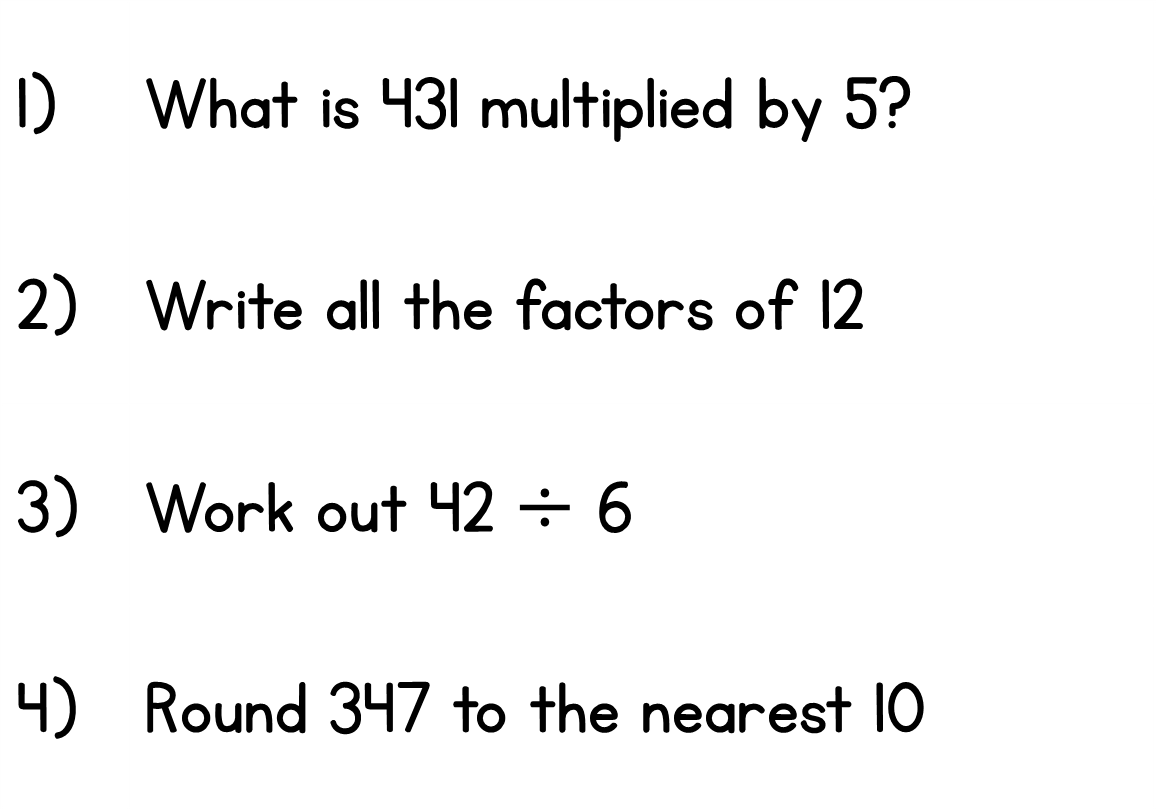 1) What is 431 multiplied by 5?
2) Write all the factors of 12
3) Work out 42 ÷ 6
4) Round 347 to the nearest 10